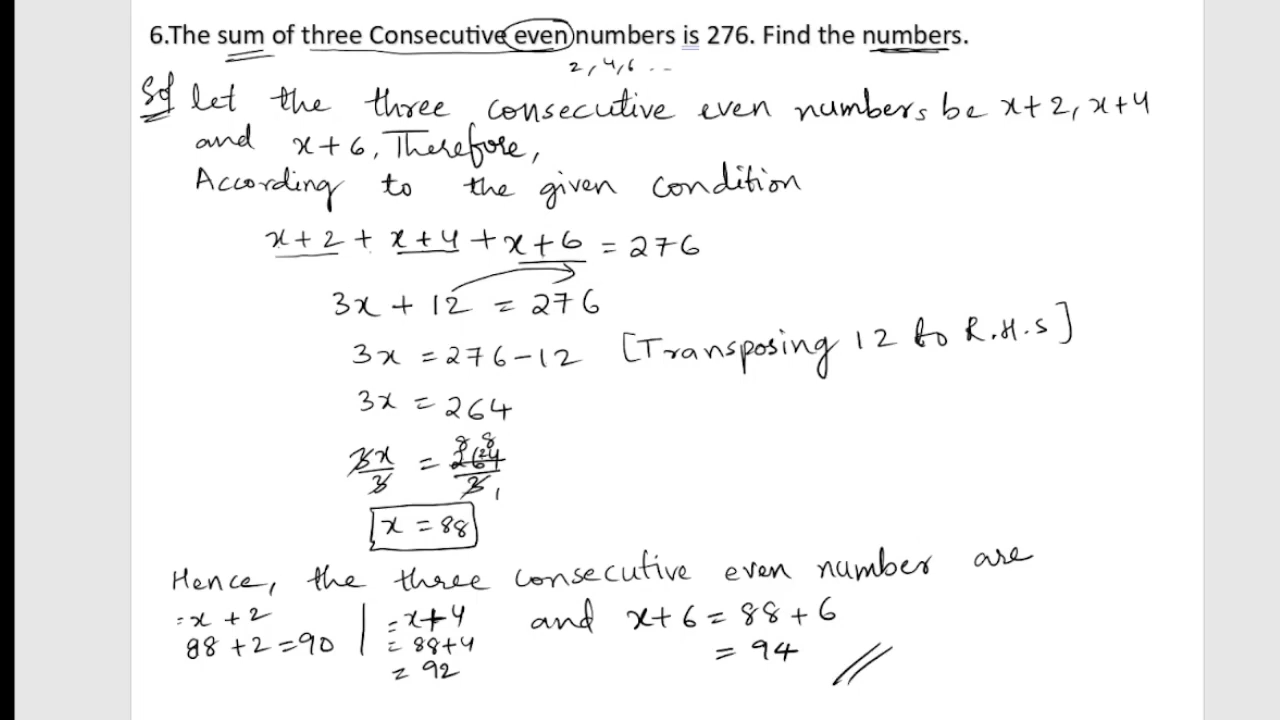 6.The sum of three Consecutive even numbers is 276. Find the numbers.
2, 4, 6 ...
Sol let the three consecutive even numbers be x+2, x+4
and x+6, Therefore,
According to the given condition
x+2 + x+4 + x+6 = 276
3x + 12 = 276
3x = 276-12 [Transposing 12 to R.H.S]
3x = 264
3x/3 = 264/3
x = 88
Hence, the three consecutive even number are
=x+2 | =x+4 and x+6 = 88+6
88+2=90 | = 88+4 = 94
= 92